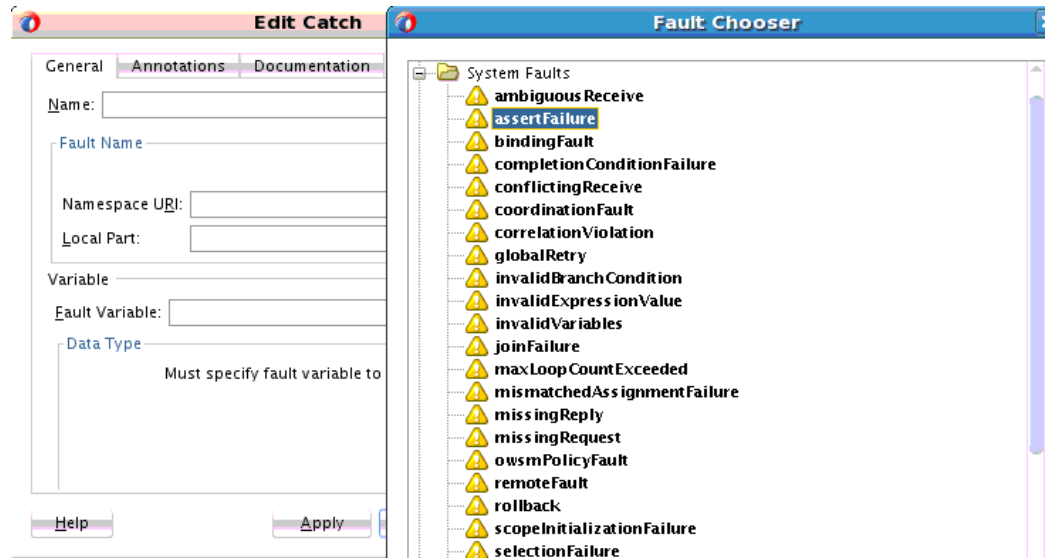 Edit Catch
General
Annotations
Documentation
Name:
Fault Name
Namespace URI:
Local Part:
Variable
Fault Variable:
Data Type
Must specify fault variable to
Help
Apply
Fault Chooser
System Faults
ambiguousReceive
assertFailure
bindingFault
completionConditionFailure
conflictingReceive
coordinationFault
correlationViolation
globalRetry
invalidBranchCondition
invalidExpressionValue
invalidVariables
joinFailure
maxLoopCountExceeded
mismatchedAssignmentFailure
missingReply
missingRequest
owsmPolicyFault
remoteFault
rollback
scopeInitializationFailure
selectionFailure